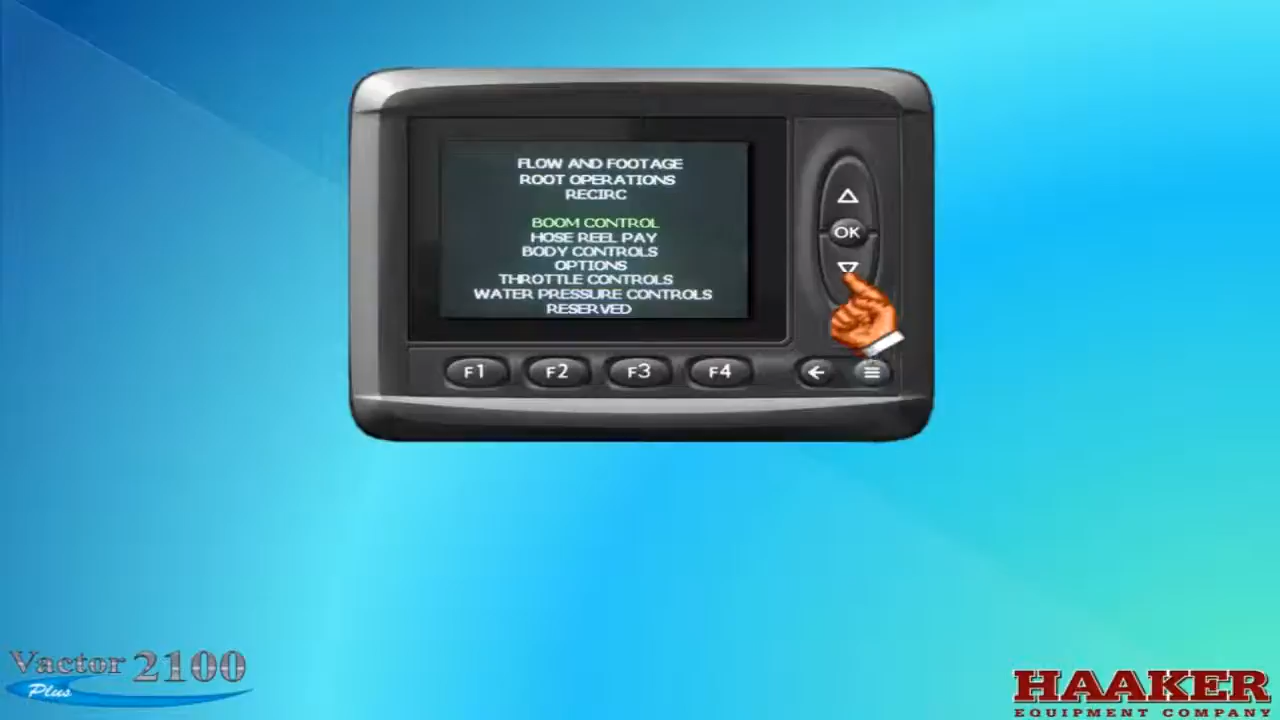 FLOW AND FOOTAGE
ROOT OPERATIONS
RECIRC
BOOM CONTROL
HOSE REEL PAY
BODY CONTROLS
OPTIONS
THROTTLE CONTROLS
WATER PRESSURE CONTROLS
RESERVED
OK
F1 F2 F3 F4
Vactor 2100
Plus
HAAKER
EQUIPMENT COMPANY